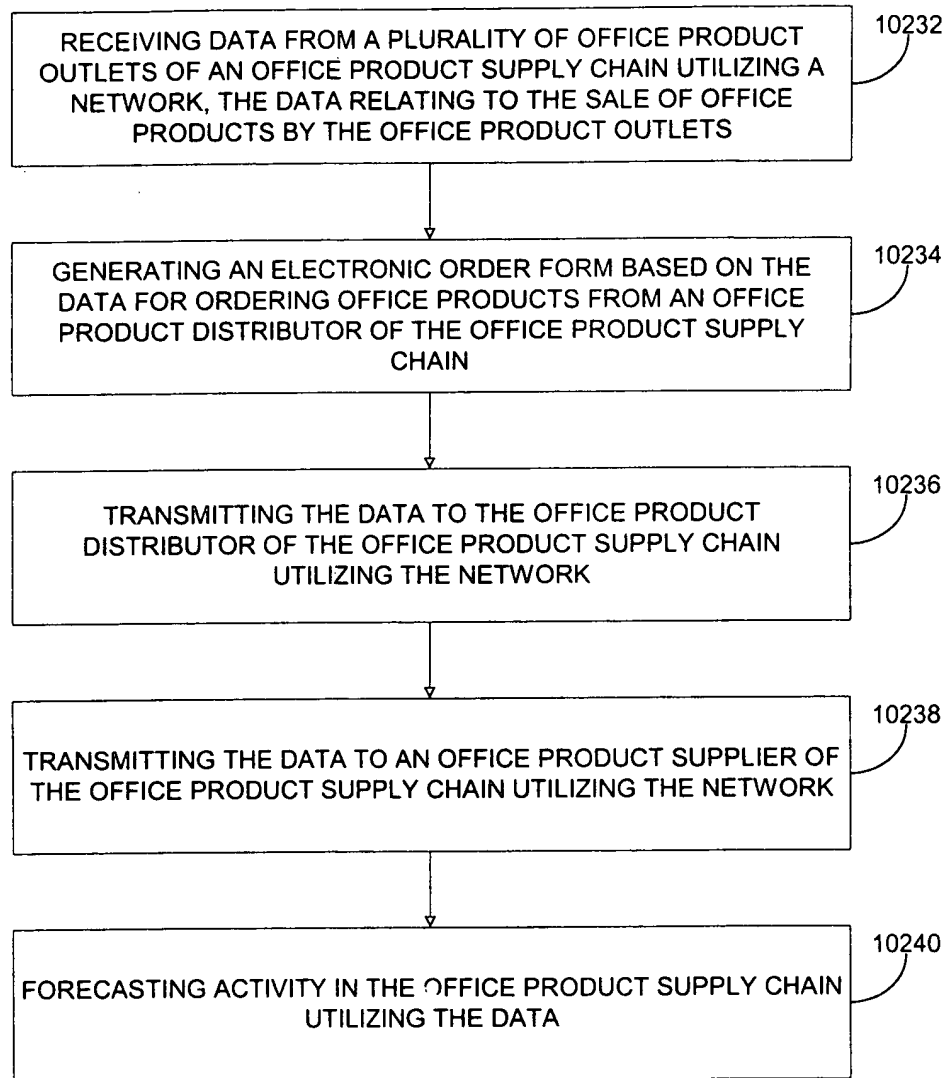 RECEIVING DATA FROM A PLURALITY OF OFFICE PRODUCT
OUTLETS OF AN OFFICE PRODUCT SUPPLY CHAIN UTILIZING A
NETWORK, THE DATA RELATING TO THE SALE OF OFFICE
PRODUCTS BY THE OFFICE PRODUCT OUTLETS
10232
GENERATING AN ELECTRONIC ORDER FORM BASED ON THE
DATA FOR ORDERING OFFICE PRODUCTS FROM AN OFFICE
PRODUCT DISTRIBUTOR OF THE OFFICE PRODUCT SUPPLY
CHAIN
10234
TRANSMITTING THE DATA TO THE OFFICE PRODUCT
DISTRIBUTOR OF THE OFFICE PRODUCT SUPPLY CHAIN
UTILIZING THE NETWORK
10236
TRANSMITTING THE DATA TO AN OFFICE PRODUCT SUPPLIER OF
THE OFFICE PRODUCT SUPPLY CHAIN UTILIZING THE NETWORK
10238
FORECASTING ACTIVITY IN THE OFFICE PRODUCT SUPPLY CHAIN
UTILIZING THE DATA
10240